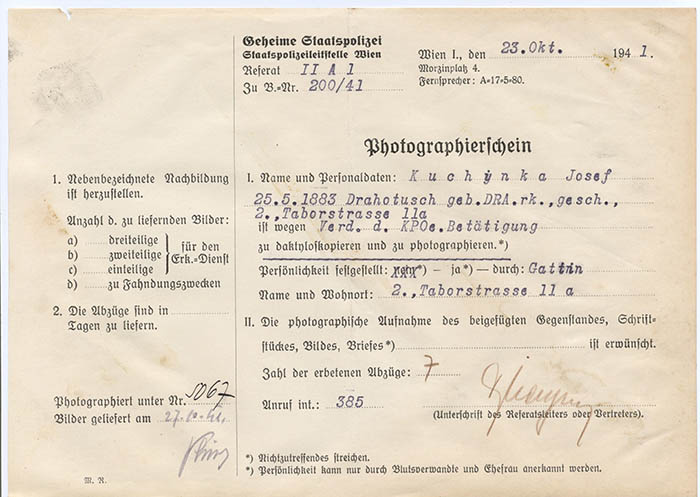 Geheime Staatspolizei
Staatspolizeileitstelle Wien
Referat II A 1
Zu B.=Nr. 200/41
Wien I., den 23.Okt. 1941.
Morzinplatz 4.
Fernsprecher: A=17=5=80.
Photographierschein
1. Nebenbezeichnete Nachbildung
ist herzustellen.
Anzahl d. zu liefernden Bilder:
a) dreiteilige
b) zweiteilige
c) einteilige
für den
Erk.=Dienst
d) zu Fahndungszwecken
2. Die Abzüge sind in
Tagen zu liefern.
Photographiert unter Nr. 5067
Bilder geliefert am 27.10.41.
M. R.
I. Name und Personaldaten: Kuchynka Josef
25.5.1883 Drahotusch geb.DRA.rk.,gesch.,
2.,Taborstrasse 11a
ist wegen Verd. d. KPOe.Betätigung
zu daktyloskopieren und zu photographieren.*)
Persönlichkeit festgestellt: nein*) – ja*) – durch: Gattin
Name und Wohnort: 2.,Taborstrasse 11 a
II. Die photographische Aufnahme des beigefügten Gegenstandes, Schrift=
stückes, Bildes, Briefes*) ist erwünscht.
Zahl der erbetenen Abzüge: 7
Anruf int.: 385
(Unterschrift des Referatsleiters oder Vertreters).
*) Nichtzutreffendes streichen.
*) Persönlichkeit kann nur durch Blutsverwandte und Ehefrau anerkannt werden.